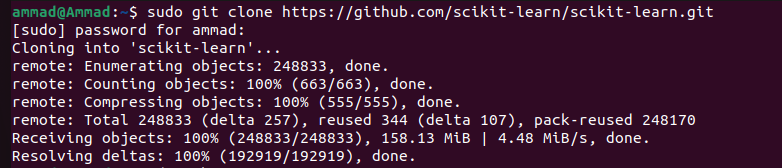 ammad@Ammad:~$ sudo git clone https://github.com/scikit-learn/scikit-learn.git
[sudo] password for ammad:
Cloning into 'scikit-learn'...
remote: Enumerating objects: 248833, done.
remote: Counting objects: 100% (663/663), done.
remote: Compressing objects: 100% (555/555), done.
remote: Total 248833 (delta 257), reused 344 (delta 107), pack-reused 248170
Receiving objects: 100% (248833/248833), 158.13 MiB | 4.48 MiB/s, done.
Resolving deltas: 100% (192919/192919), done.